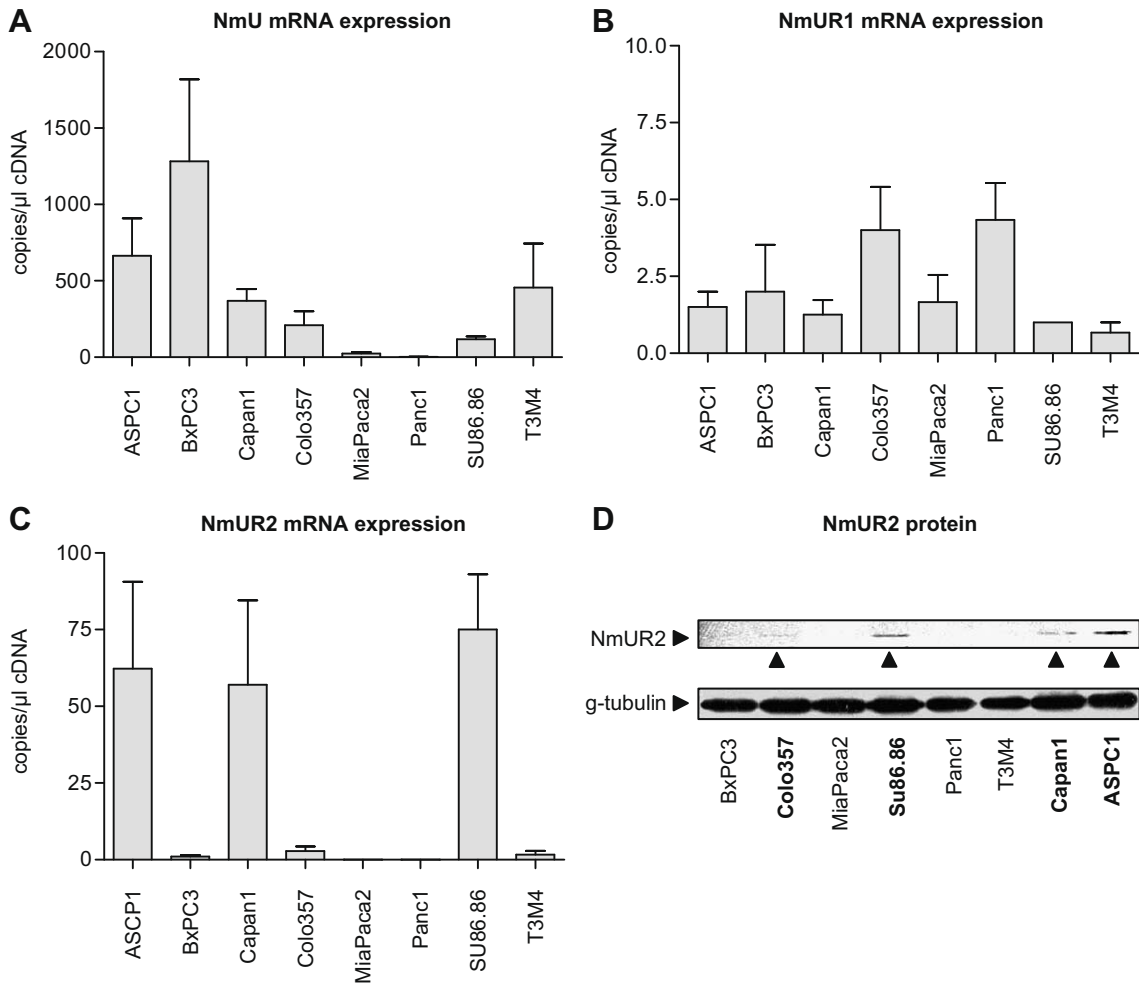 A
NmU mRNA expression
copies/µl cDNA
2000
1500
1000
500
0
ASPC1
BxPC3
Capan1
Colo357
MiaPaca2
Panc1
SU86.86
T3M4
B
NmUR1 mRNA expression
copies/µl cDNA
10.0
7.5
5.0
2.5
0.0
ASPC1
BxPC3
Capan1
Colo357
MiaPaca2
Panc1
SU86.86
T3M4
C
NmUR2 mRNA expression
copies/µl cDNA
100
75
50
25
0
ASCP1
BxPC3
Capan1
Colo357
MiaPaca2
Panc1
SU86.86
T3M4
D
NmUR2 protein
NmUR2
g-tubulin
BxPC3
Colo357
MiaPaca2
Su86.86
Panc1
T3M4
Capan1
ASPC1